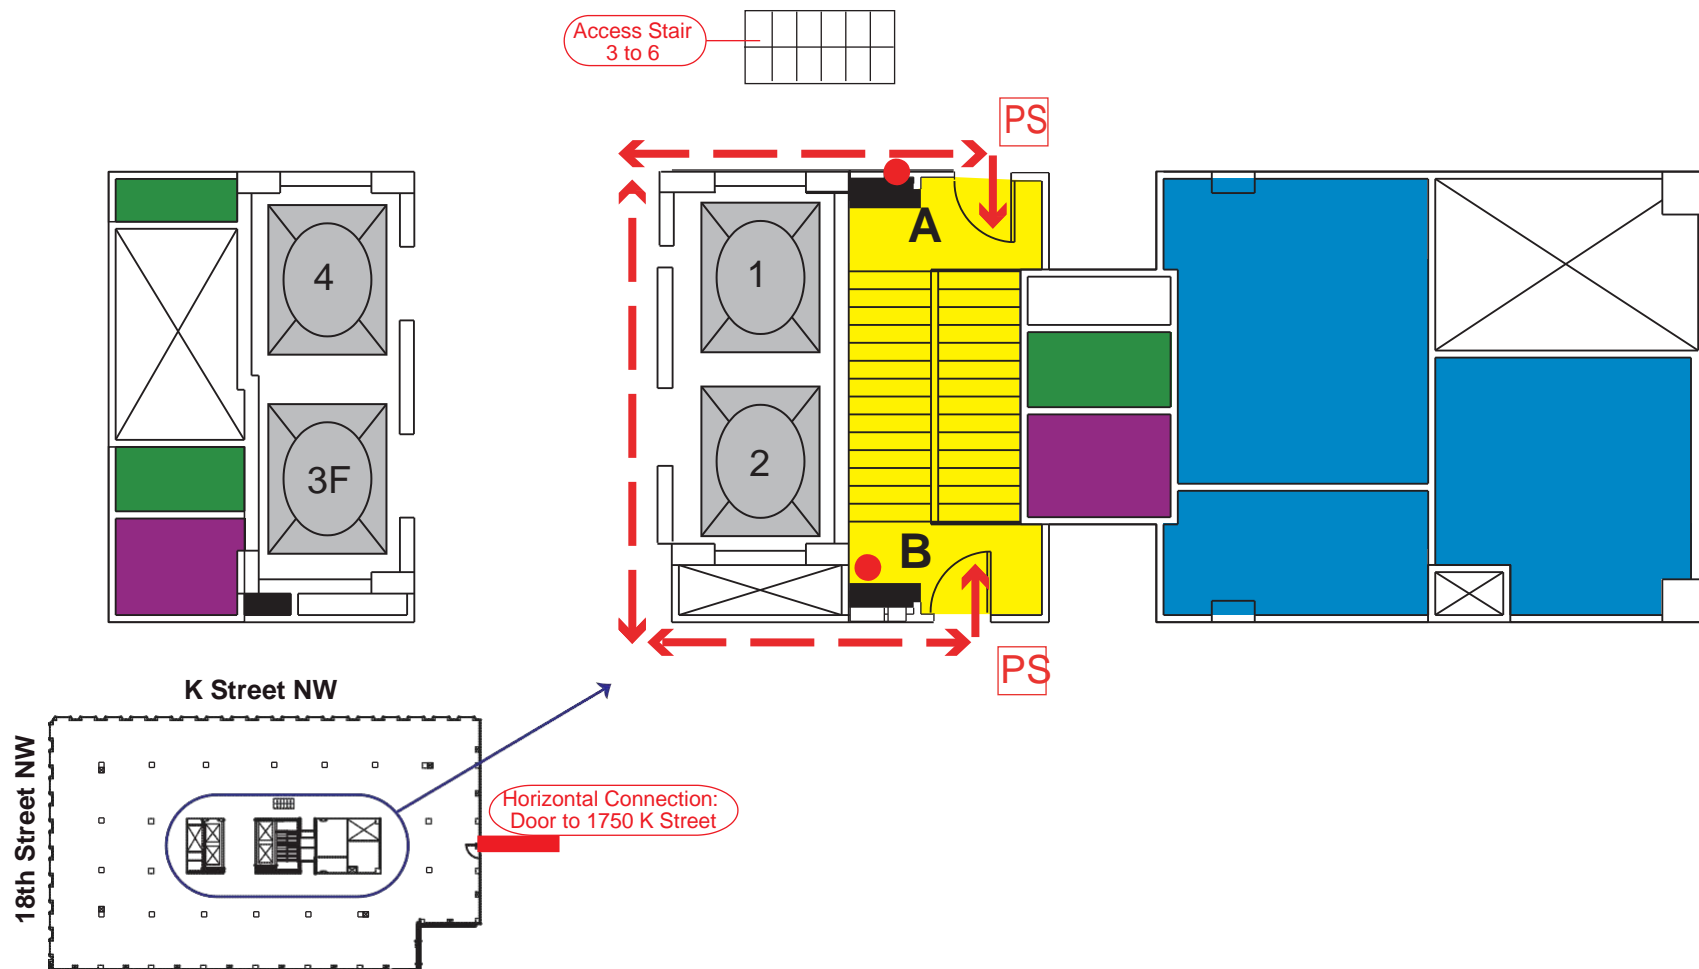 Access Stair
3 to 6
PS
A
4
1
3F
2
B
PS
K Street NW
18th Street NW
Horizontal Connection:
Door to 1750 K Street